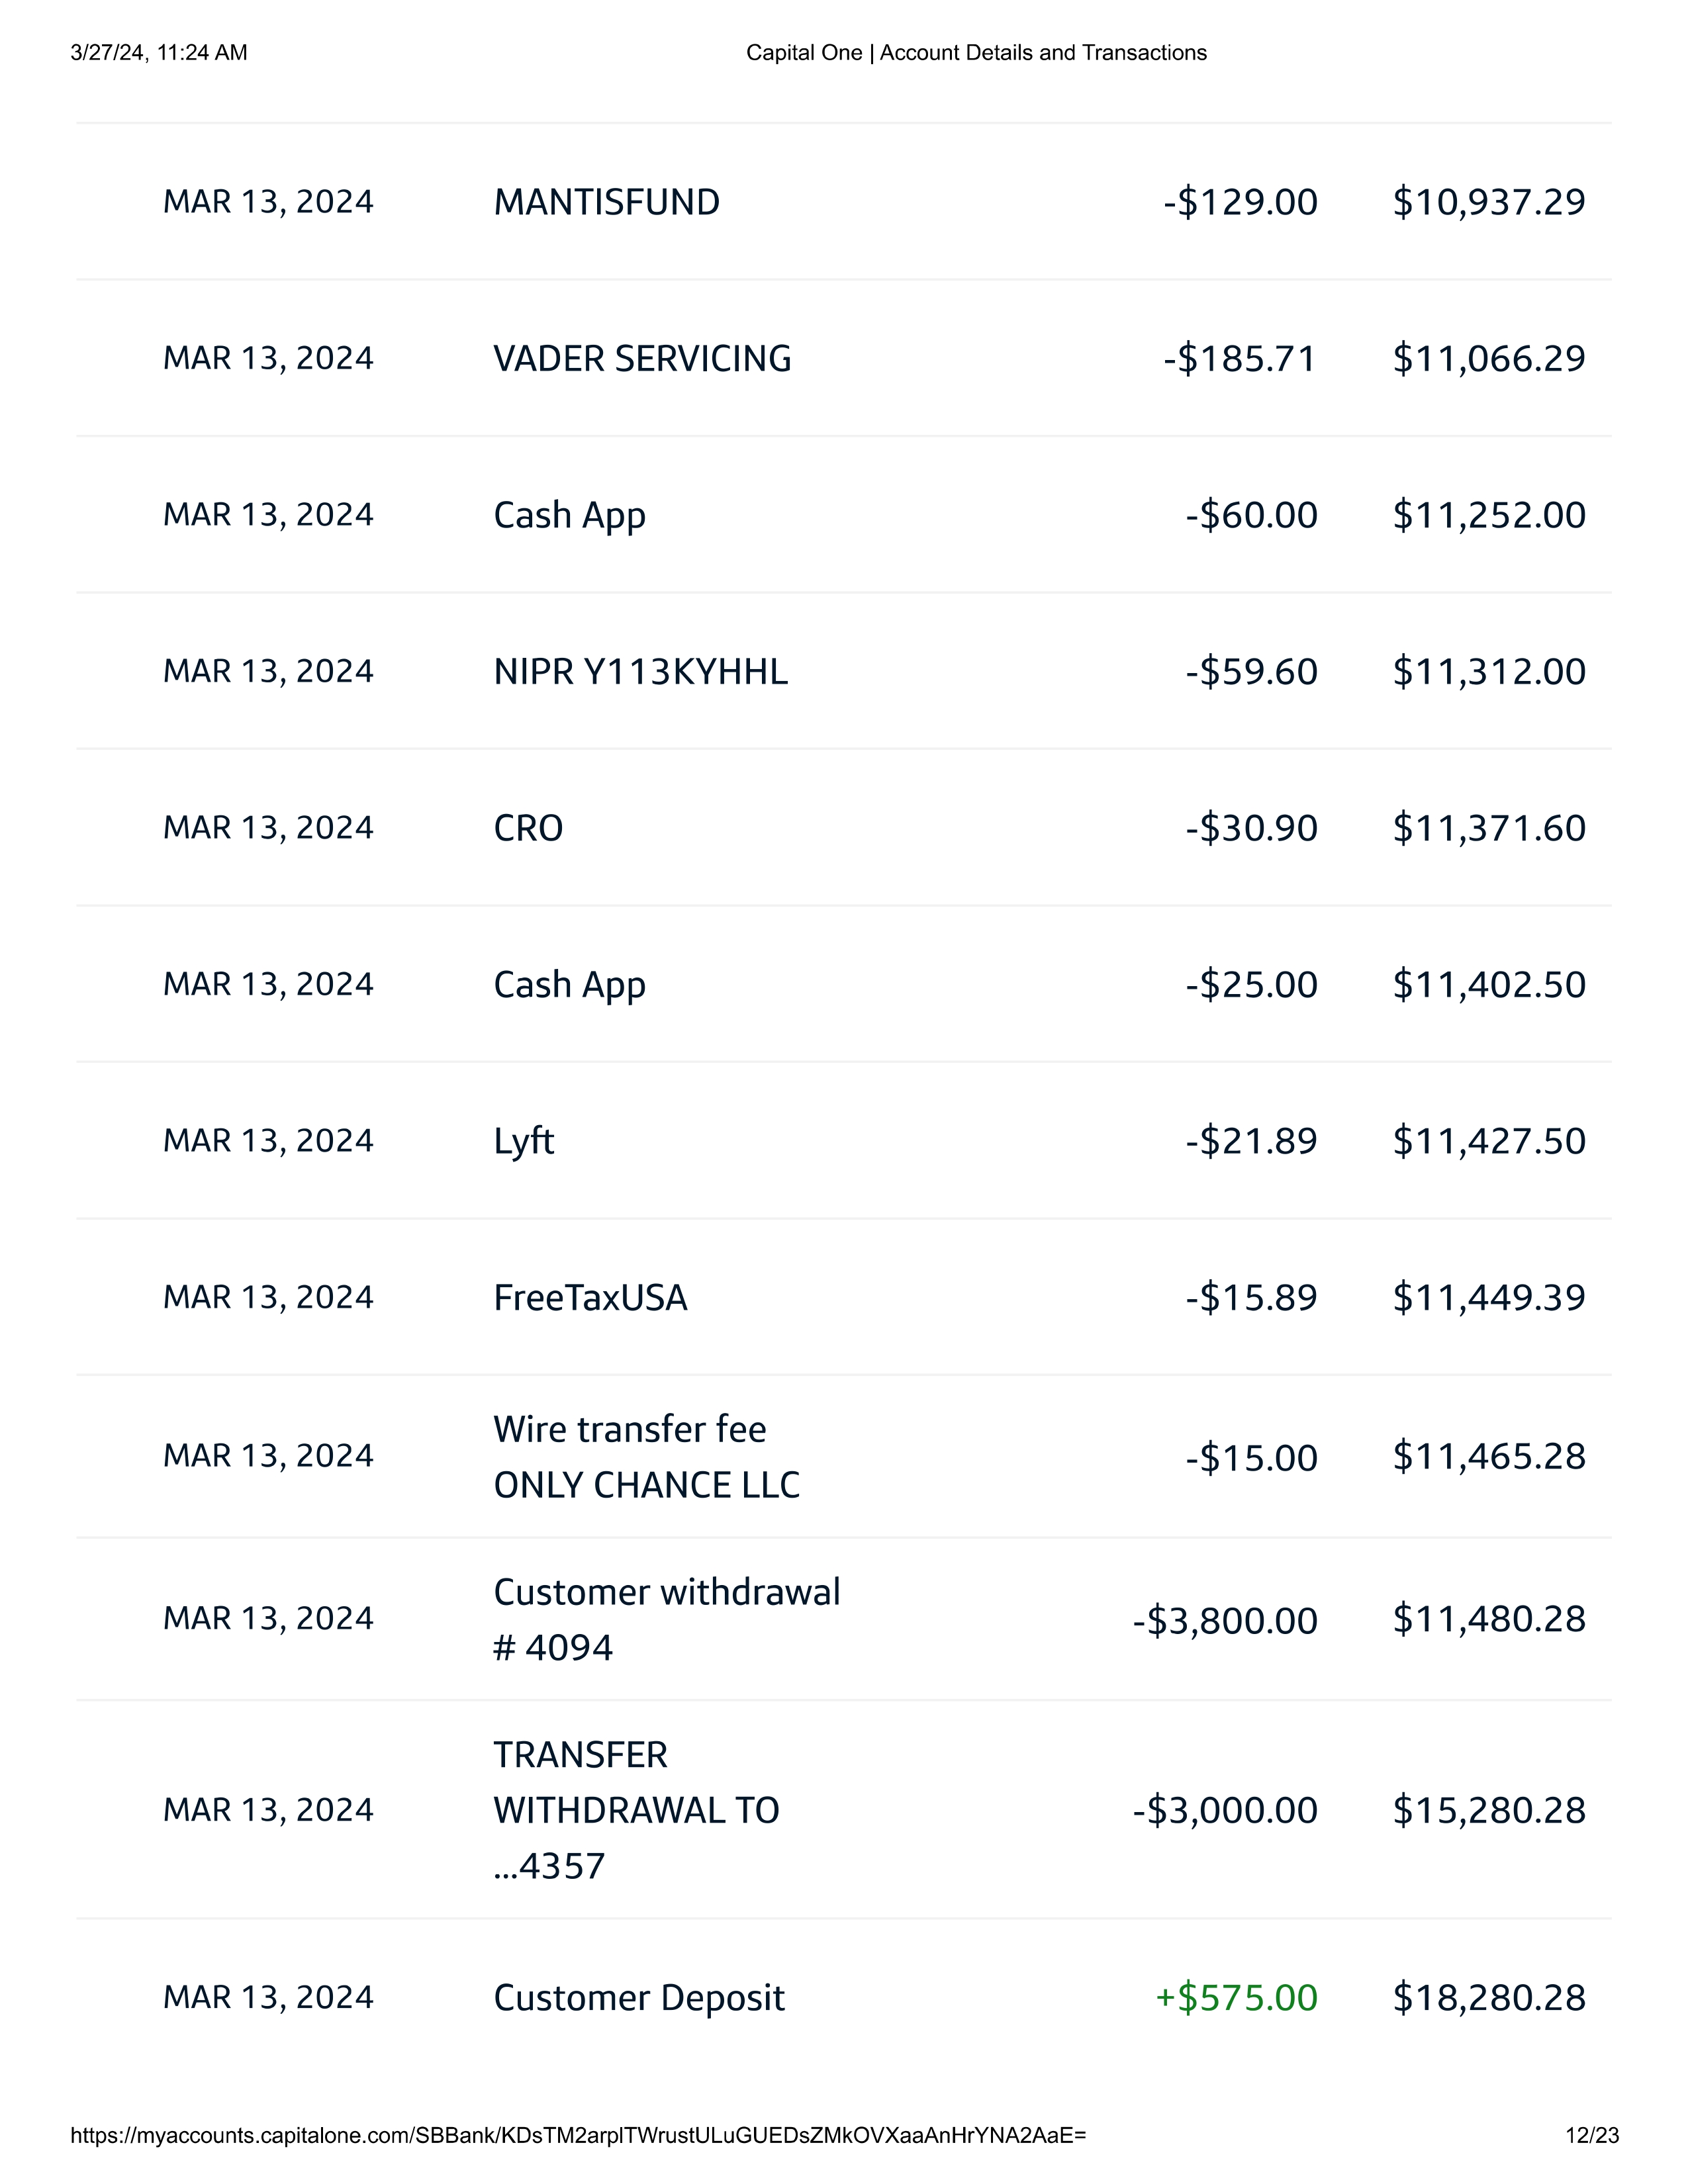 3/27/24, 11:24 AM Capital One | Account Details and Transactions
MAR 13, 2024 MANTISFUND -$129.00 $10,937.29
MAR 13, 2024 VADER SERVICING -$185.71 $11,066.29
MAR 13, 2024 Cash App -$60.00 $11,252.00
MAR 13, 2024 NIPR Y113KYHHL -$59.60 $11,312.00
MAR 13, 2024 CRO -$30.90 $11,371.60
MAR 13, 2024 Cash App -$25.00 $11,402.50
MAR 13, 2024 Lyft -$21.89 $11,427.50
MAR 13, 2024 FreeTaxUSA -$15.89 $11,449.39
Wire transfer fee
MAR 13, 2024 -$15.00 $11,465.28
ONLY CHANCE LLC
Customer withdrawal
MAR 13, 2024 -$3,800.00 $11,480.28
# 4094
TRANSFER
MAR 13, 2024 WITHDRAWAL TO -$3,000.00 $15,280.28
...4357
MAR 13, 2024 Customer Deposit +$575.00 $18,280.28
https://myaccounts.capitalone.com/SBBank/KDsTM2arpITWrustULuGUEDsZMkOVXaaAnHrYNA2AaE= 12/23